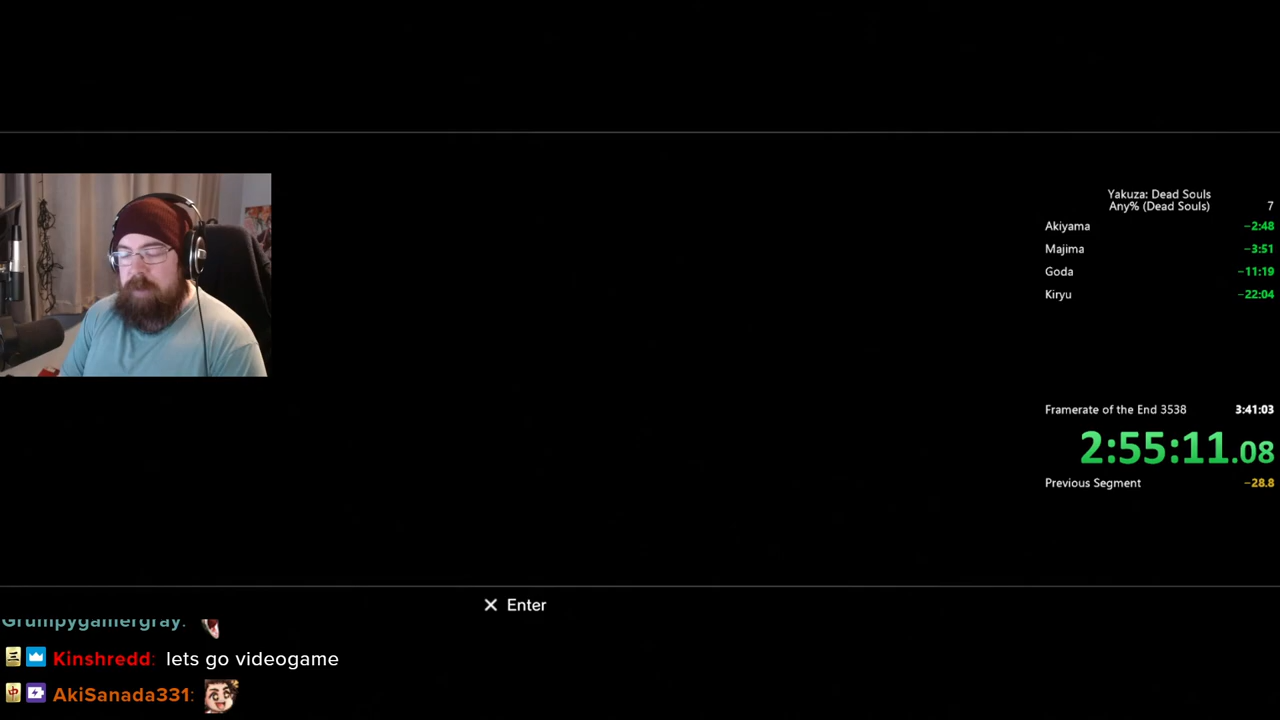 Yakuza: Dead Souls
Any% (Dead Souls) 7
Akiyama −2:48
Majima −3:51
Goda −11:19
Kiryu −22:04
Framerate of the End 3538 3:41:03
2:55:11.08
Previous Segment −28.8
✕ Enter
Grumpygamergray:
三 Kinshredd: lets go videogame
中 AkiSanada331: